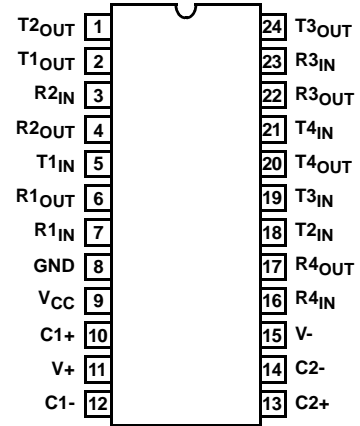 T2OUT 1 24 T3OUT
T1OUT 2 23 R3IN
R2IN 3 22 R3OUT
R2OUT 4 21 T4IN
T1IN 5 20 T4OUT
R1OUT 6 19 T3IN
R1IN 7 18 T2IN
GND 8 17 R4OUT
VCC 9 16 R4IN
C1+ 10 15 V-
V+ 11 14 C2-
C1- 12 13 C2+